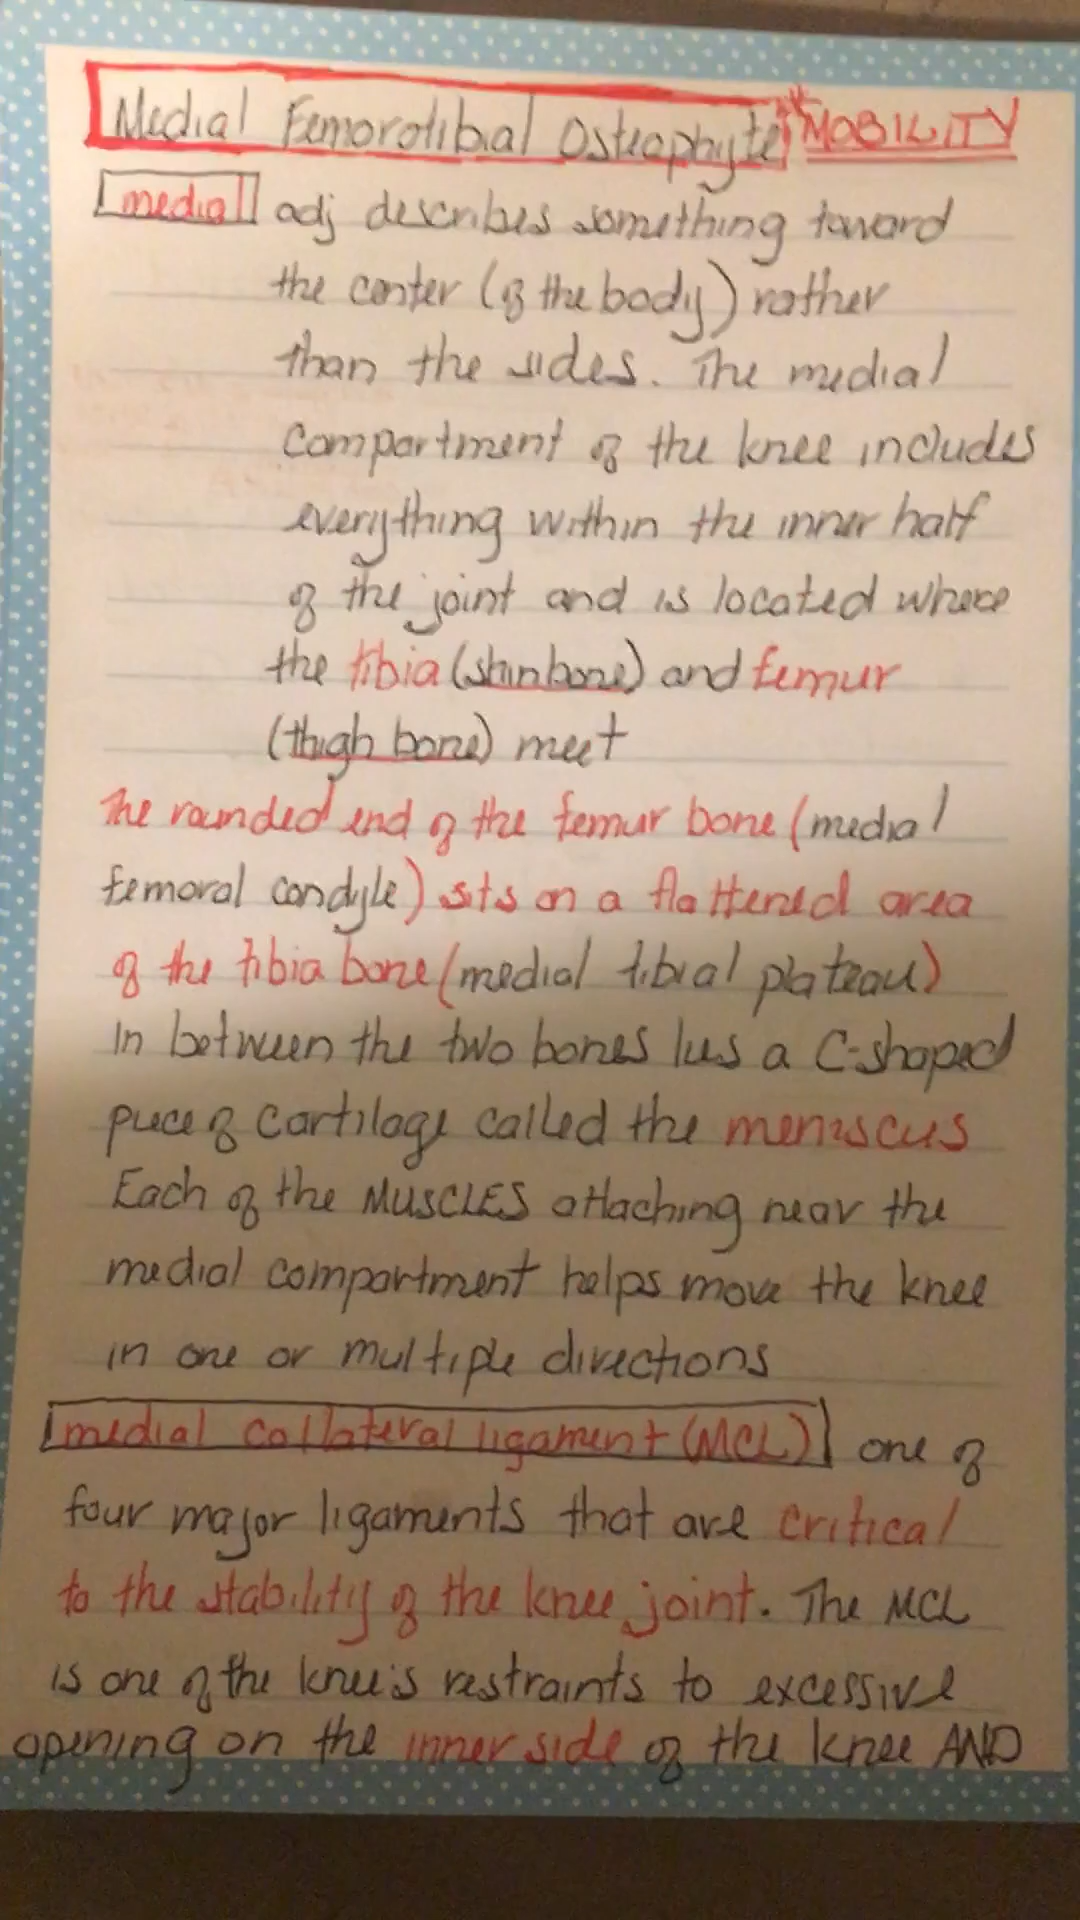 Medial Femorotibial Osteophyte *MOBILITY
medial adj describes something toward
the center (of the body) rather
than the sides. The medial
compartment of the knee includes
everything within the inner half
of the joint and is located where
the tibia (shinbone) and femur
(thigh bone) meet
The rounded end of the femur bone (medial
femoral condyle) sits on a flattened area
of the tibia bone (medial tibial plateau)
In between the two bones lies a C-shaped
piece of cartilage called the meniscus
Each of the MUSCLES attaching near the
medial compartment helps move the knee
in one or multiple directions
medial collateral ligament (MCL) one of
four major ligaments that are critical
to the stability of the knee joint. The MCL
is one of the knee's restraints to excessive
opening on the inner side of the knee AND